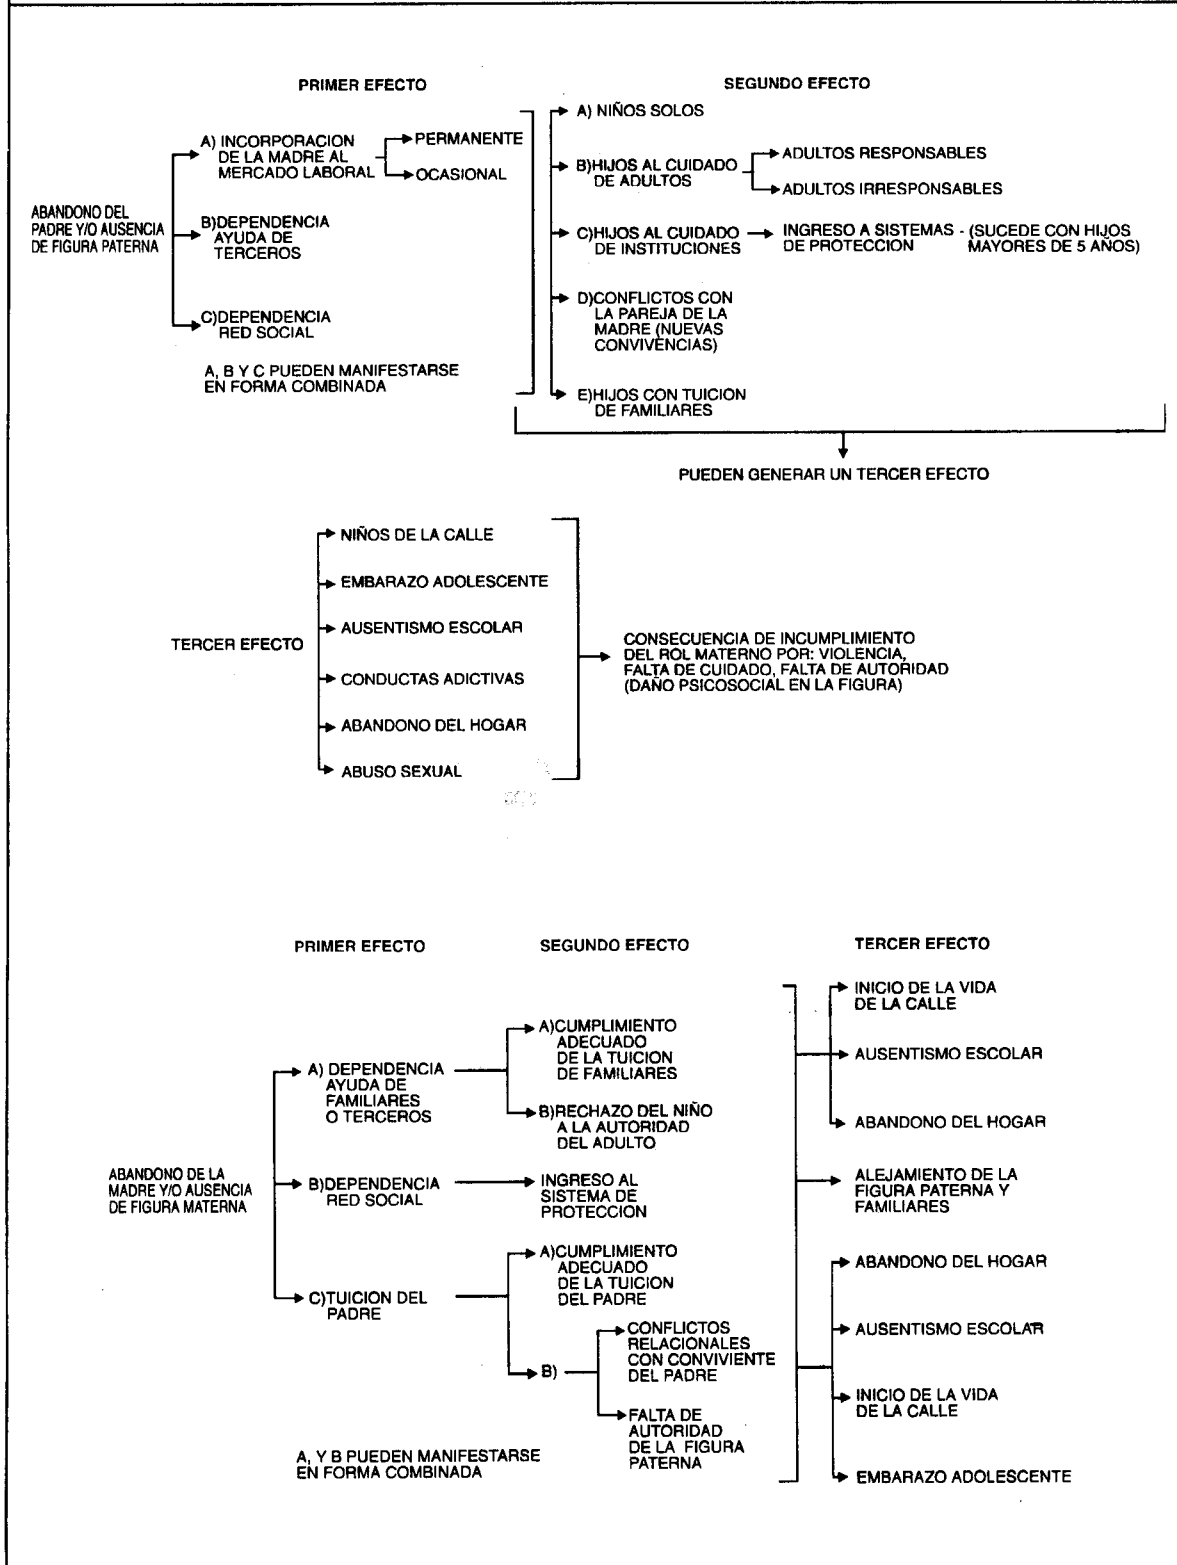 PRIMER EFECTO
SEGUNDO EFECTO
ABANDONO DEL
PADRE Y/O AUSENCIA
DE FIGURA PATERNA
A) INCORPORACION
DE LA MADRE AL
MERCADO LABORAL
PERMANENTE
OCASIONAL
B)DEPENDENCIA
AYUDA DE
TERCEROS
C)DEPENDENCIA
RED SOCIAL
A, B Y C PUEDEN MANIFESTARSE
EN FORMA COMBINADA
A) NIÑOS SOLOS
B)HIJOS AL CUIDADO
DE ADULTOS
ADULTOS RESPONSABLES
ADULTOS IRRESPONSABLES
C)HIJOS AL CUIDADO
DE INSTITUCIONES
INGRESO A SISTEMAS - (SUCEDE CON HIJOS
DE PROTECCION MAYORES DE 5 AÑOS)
D)CONFLICTOS CON
LA PAREJA DE LA
MADRE (NUEVAS
CONVIVENCIAS)
E)HIJOS CON TUICION
DE FAMILIARES
PUEDEN GENERAR UN TERCER EFECTO
TERCER EFECTO
NIÑOS DE LA CALLE
EMBARAZO ADOLESCENTE
AUSENTISMO ESCOLAR
CONDUCTAS ADICTIVAS
ABANDONO DEL HOGAR
ABUSO SEXUAL
CONSECUENCIA DE INCUMPLIMIENTO
DEL ROL MATERNO POR: VIOLENCIA,
FALTA DE CUIDADO, FALTA DE AUTORIDAD
(DAÑO PSICOSOCIAL EN LA FIGURA)
PRIMER EFECTO
SEGUNDO EFECTO
TERCER EFECTO
ABANDONO DE LA
MADRE Y/O AUSENCIA
DE FIGURA MATERNA
A) DEPENDENCIA
AYUDA DE
FAMILIARES
O TERCEROS
B)DEPENDENCIA
RED SOCIAL
C)TUICION DEL
PADRE
A, Y B PUEDEN MANIFESTARSE
EN FORMA COMBINADA
A)CUMPLIMIENTO
ADECUADO
DE LA TUICION
DE FAMILIARES
B)RECHAZO DEL NIÑO
A LA AUTORIDAD
DEL ADULTO
INGRESO AL
SISTEMA DE
PROTECCION
A)CUMPLIMIENTO
ADECUADO
DE LA TUICION
DEL PADRE
B)
CONFLICTOS
RELACIONALES
CON CONVIVIENTE
DEL PADRE
FALTA DE
AUTORIDAD
DE LA FIGURA
PATERNA
INICIO DE LA VIDA
DE LA CALLE
AUSENTISMO ESCOLAR
ABANDONO DEL HOGAR
ALEJAMIENTO DE LA
FIGURA PATERNA Y
FAMILIARES
ABANDONO DEL HOGAR
AUSENTISMO ESCOLAR
INICIO DE LA VIDA
DE LA CALLE
EMBARAZO ADOLESCENTE